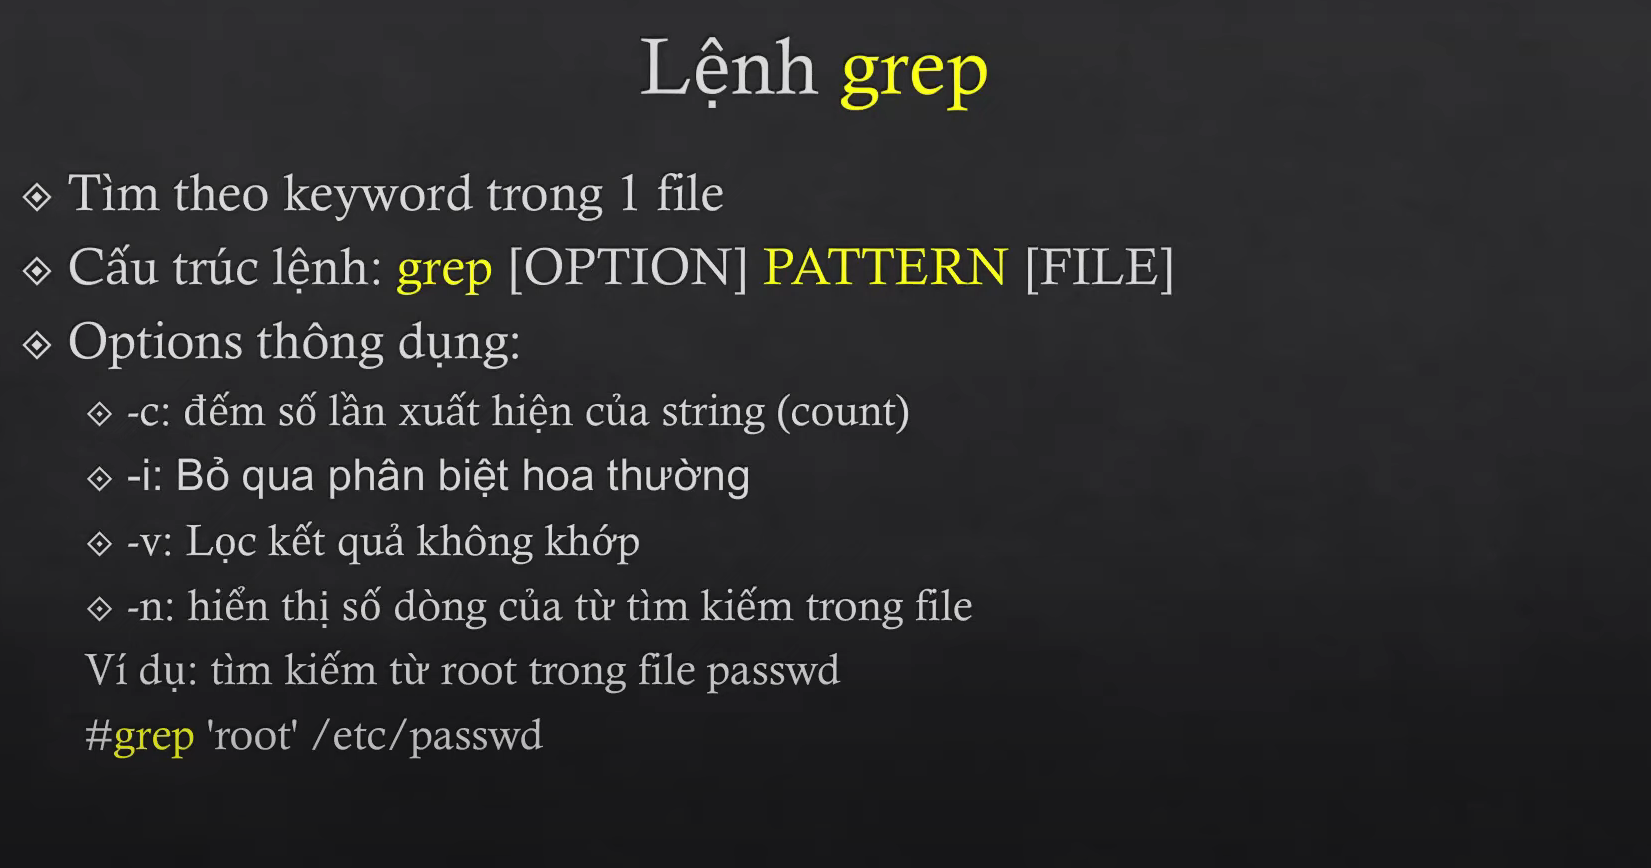 Lệnh grep
Tìm theo keyword trong 1 file
Cấu trúc lệnh: grep [OPTION] PATTERN [FILE]
Options thông dụng:
-c: đếm số lần xuất hiện của string (count)
-i: Bỏ qua phân biệt hoa thường
-v: Lọc kết quả không khớp
-n: hiển thị số dòng của từ tìm kiếm trong file
Ví dụ: tìm kiếm từ root trong file passwd
#grep 'root' /etc/passwd